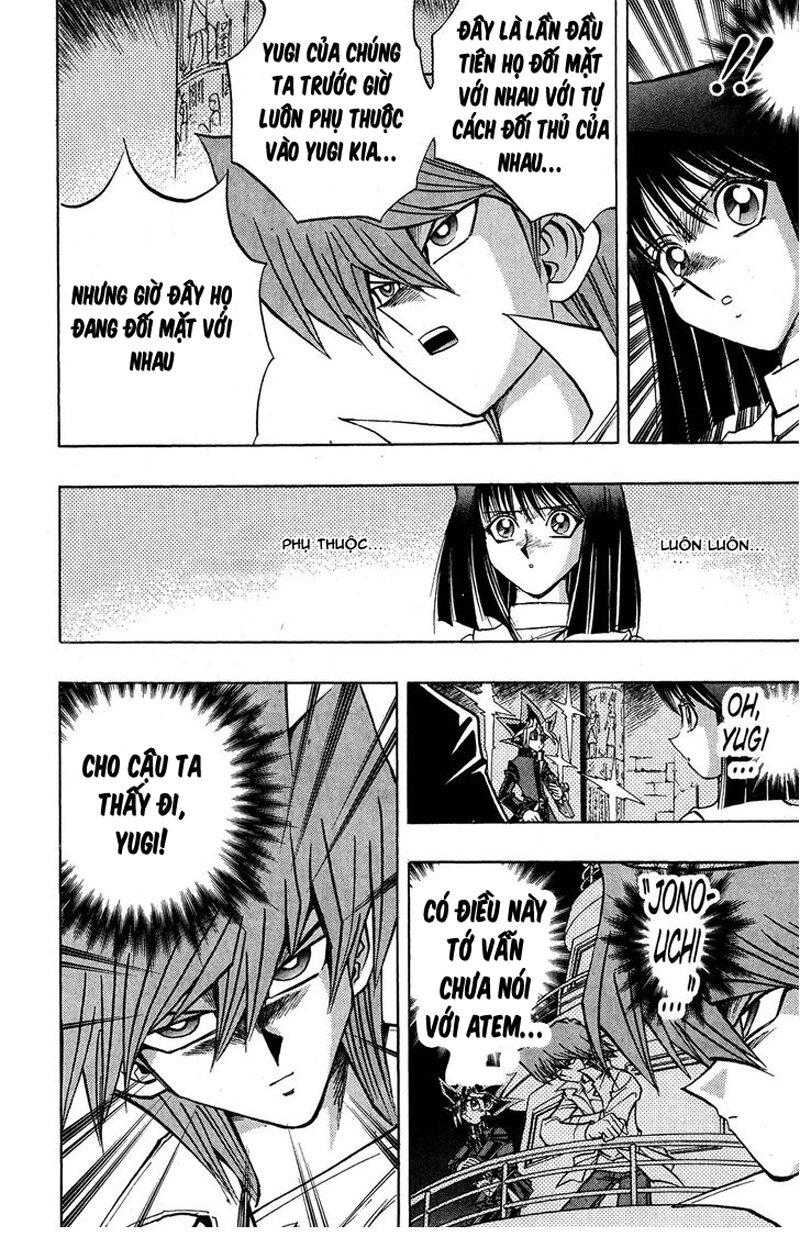 !!
ĐÂY LÀ LẦN ĐẦU
TIÊN HỌ ĐỐI MẶT
VỚI NHAU VỚI TỰ
CÁCH ĐỐI THỦ CỦA
NHAU...
YUGI CỦA CHÚNG
TA TRƯỚC GIỜ
LUÔN PHỤ THUỘC
VÀO YUGI KIA...
NHƯNG GIỜ ĐÂY HỌ
ĐANG ĐỐI MẶT VỚI
NHAU
LUÔN LUÔN...
PHỤ THUỘC...
OH,
YUGI
...
"JONO-
UCHI
...."
CÓ ĐIỀU NÀY
TỚ VẪN
CHƯA NÓI
VỚI ATEM...
CHO CẬU TA
THẤY ĐI,
YUGI!